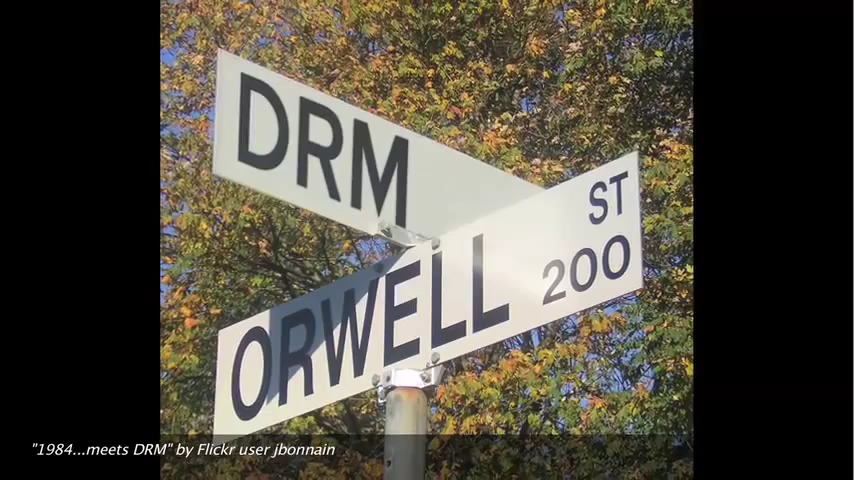 DRM
ORWELL ST 200
"1984...meets DRM" by Flickr user jbonnain